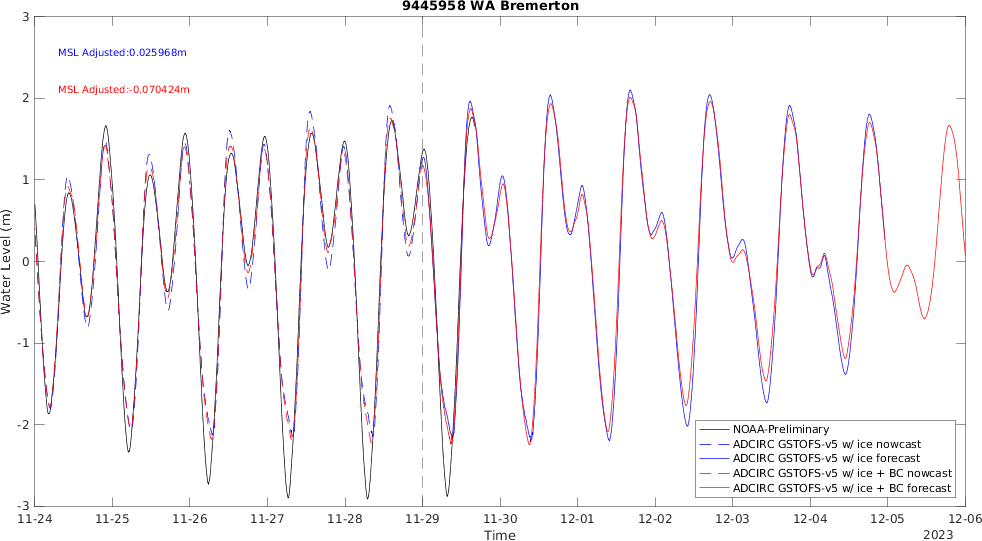 9445958 WA Bremerton
3
2
1
0
-1
-2
-3
Water Level (m)
MSL Adjusted:0.025968m
MSL Adjusted:-0.070424m
NOAA-Preliminary
ADCIRC GSTOFS-v5 w/ ice nowcast
ADCIRC GSTOFS-v5 w/ ice forecast
ADCIRC GSTOFS-v5 w/ ice + BC nowcast
ADCIRC GSTOFS-v5 w/ ice + BC forecast
11-24 11-25 11-26 11-27 11-28 11-29 11-30 12-01 12-02 12-03 12-04 12-05 12-06
Time
2023